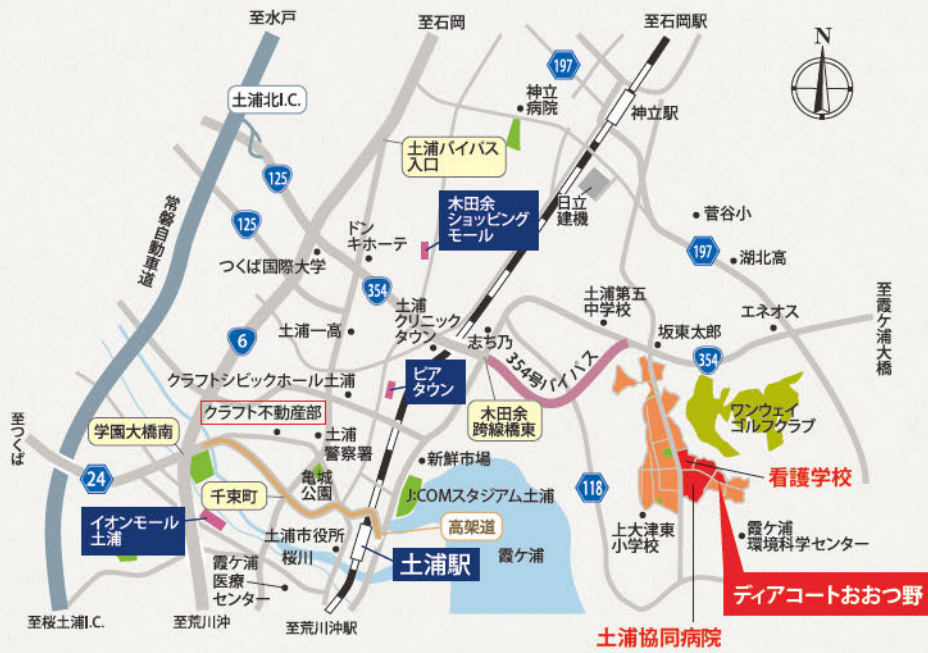 至水戸
至石岡
至石岡駅
N
197
神立
病院
神立駅
土浦北I.C.
土浦バイパス
入口
125
日立
建機
木田余
ショッピング
モール
菅谷小
125
ドン
キホーテ
常磐自動車道
つくば国際大学
197
湖北高
354
土浦第五
中学校
至霞ケ浦大橋
土浦
クリニック
タウン
エネオス
土浦一高
志ち乃
坂東太郎
6
354号バイパス
354
クラフトシビックホール土浦
ピア
タウン
クラフト不動産部
木田余
跨線橋東
ワンウェイ
ゴルフクラブ
至つくば
学園大橋南
土浦
警察署
新鮮市場
24
亀城
公園
看護学校
千束町
J:COMスタジアム土浦
118
イオンモール
土浦
高架道
上大津東
小学校
土浦市役所
桜川
霞ケ浦
環境科学センター
霞ケ浦
土浦駅
霞ケ浦
医療
センター
ディアコートおおつ野
至桜土浦I.C.
至荒川沖
至荒川沖駅
土浦協同病院